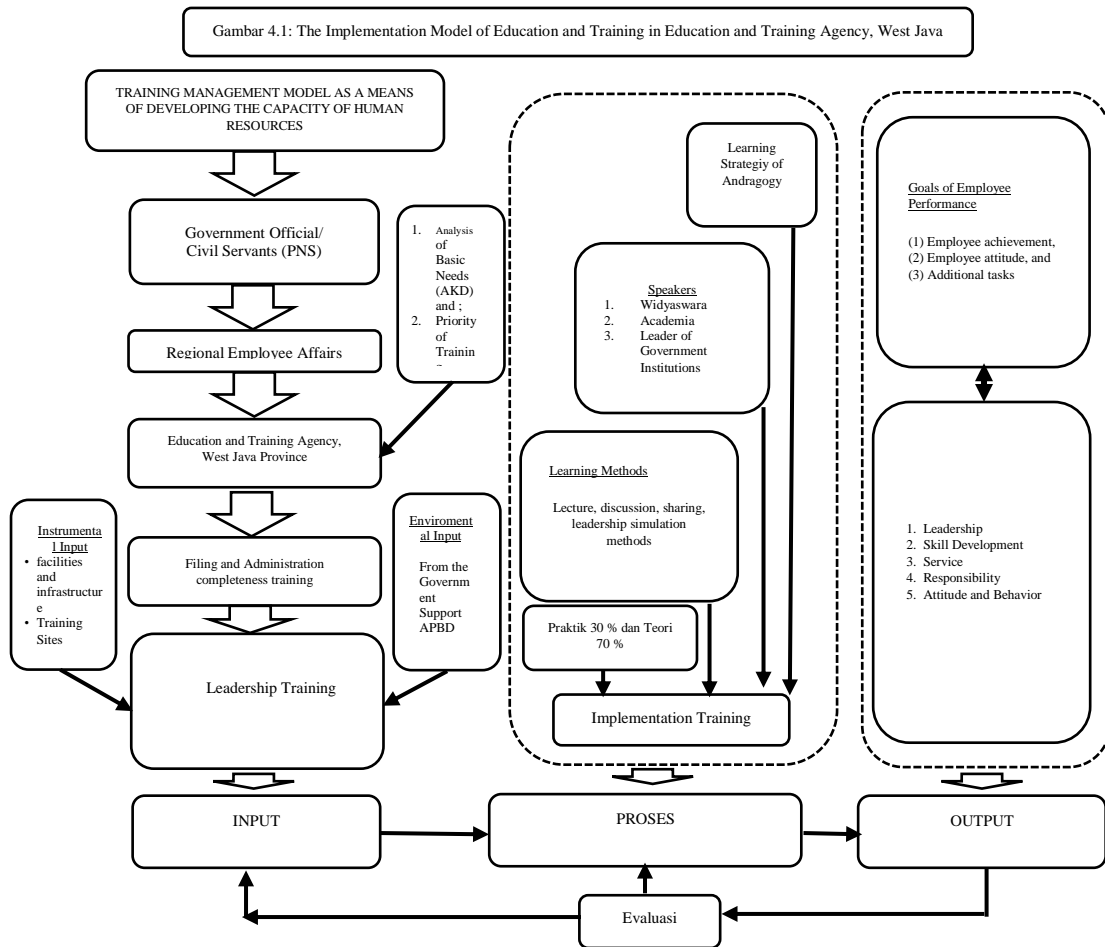 Gambar 4.1: The Implementation Model of Education and Training in Education and Training Agency, West Java
TRAINING MANAGEMENT MODEL AS A MEANS
OF DEVELOPING THE CAPACITY OF HUMAN
RESOURCES
Government Official/
Civil Servants (PNS)
Regional Employee Affairs
1. Analysis
of
Basic
Needs
(AKD)
and ;
2. Priority
of
Trainin
Education and Training Agency,
West Java Province
Instrumenta
l Input
• facilities
and
infrastructur
e
• Training
Sites
Filing and Administration
completeness training
Enviroment
al Input
From the
Governm
ent
Support
APBD
Leadership Training
Learning
Strategiy of
Andragogy
Speakers
1. Widyaswara
2. Academia
3. Leader of
Government
Institutions
Learning Methods
Lecture, discussion, sharing,
leadership simulation
methods
Praktik 30 % dan Teori
70 %
Implementation Training
Goals of Employee
Performance
(1) Employee achievement,
(2) Employee attitude, and
(3) Additional tasks
1. Leadership
2. Skill Development
3. Service
4. Responsibility
5. Attitude and Behavior
INPUT
PROSES
OUTPUT
Evaluasi